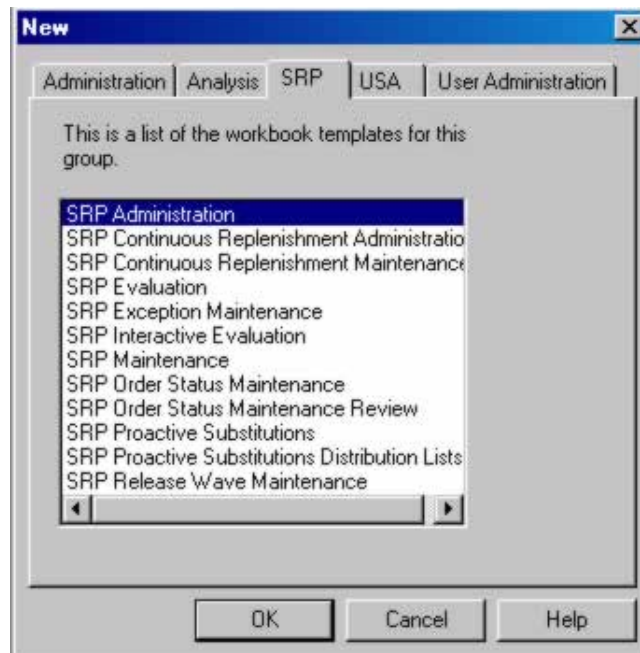 New
Administration Analysis SRP USA User Administration
This is a list of the workbook templates for this
group.
SRP Administration
SRP Continuous Replenishment Administratio
SRP Continuous Replenishment Maintenance
SRP Evaluation
SRP Exception Maintenance
SRP Interactive Evaluation
SRP Maintenance
SRP Order Status Maintenance
SRP Order Status Maintenance Review
SRP Proactive Substitutions
SRP Proactive Substitutions Distribution Lists
SRP Release Wave Maintenance
OK Cancel Help